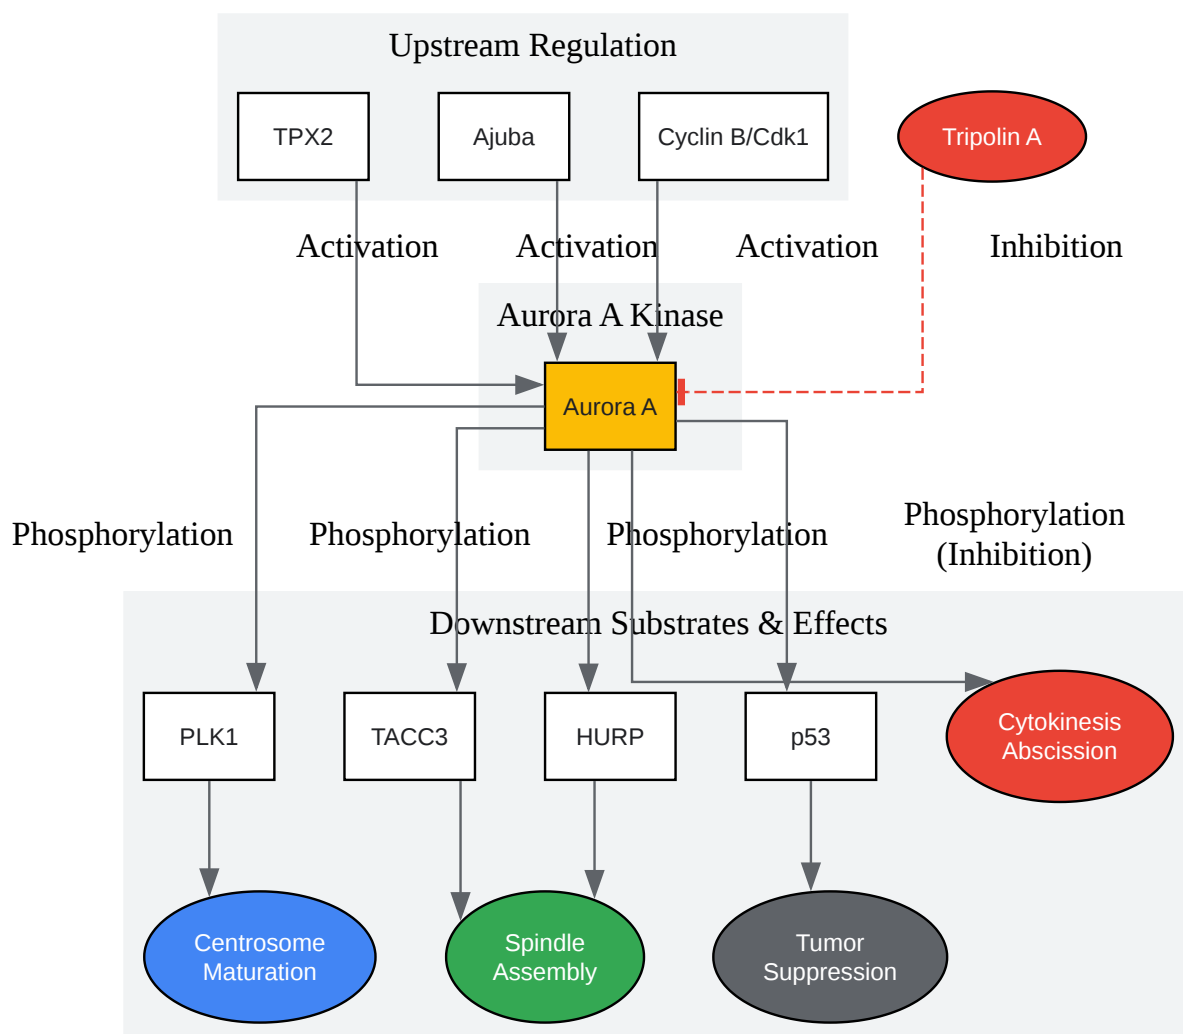 Upstream Regulation
TPX2
Ajuba
Cyclin B/Cdk1
Tripolin A
Activation
Activation
Activation
Inhibition
Aurora A Kinase
Aurora A
Phosphorylation
Phosphorylation
Phosphorylation
Phosphorylation
(Inhibition)
Downstream Substrates & Effects
PLK1
TACC3
HURP
p53
Cytokinesis
Abscission
Centrosome
Maturation
Spindle
Assembly
Tumor
Suppression